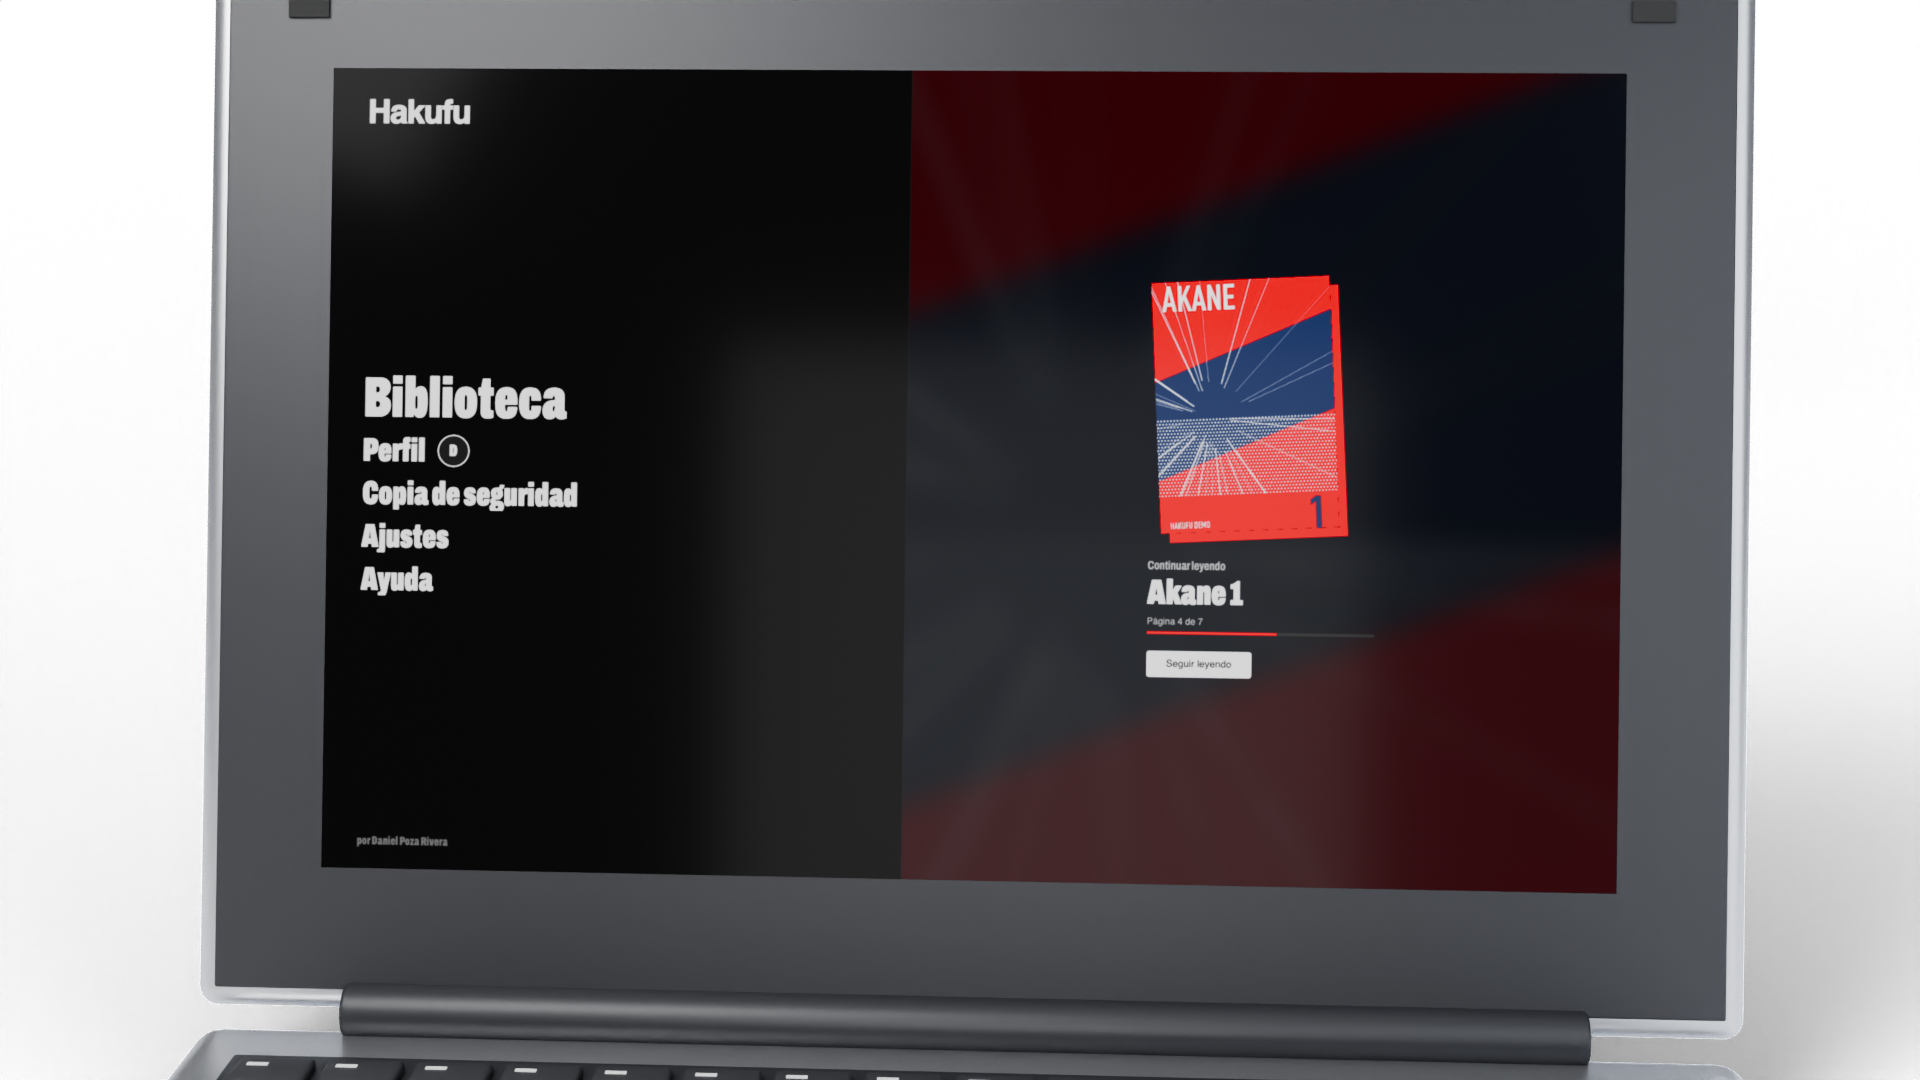 Hakufu
Biblioteca
Perfil D
Copia de seguridad
Ajustes
Ayuda
por Daniel Poza Rivera
AKANE
HAKUFU DEMO
1
Continuar leyendo
Akane 1
Página 4 de 7
Seguir leyendo